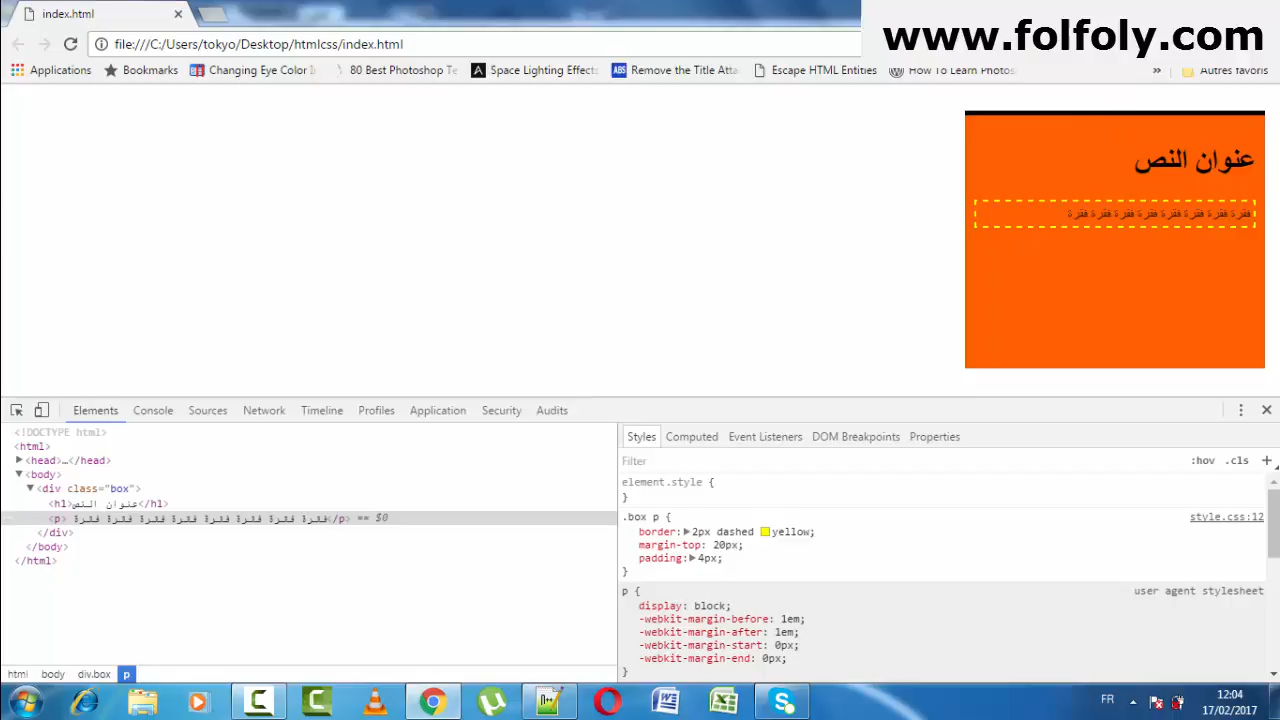 index.html
www.folfoly.com
file:///C:/Users/tokyo/Desktop/htmlcss/index.html
Applications Bookmarks Changing Eye Color 80 Best Photoshop Space Lighting Effect Remove the Title Escape HTML Entities How To Learn Photos » Autres favoris
عنوان النص
فقرة فقرة فقرة فقرة فقرة فقرة فقرة فقرة
Elements Console Sources Network Timeline Profiles Application Security Audits
<!DOCTYPE html>
<html>
<head>…</head>
<body>
<div class="box">
<h1>عنوان النص</h1>
<p> فقرة فقرة فقرة فقرة فقرة فقرة فقرة فقرة</p> == $0
</div>
</body>
</html>
html body div.box p
Styles Computed Event Listeners DOM Breakpoints Properties
Filter :hov .cls +
element.style {
}
.box p { style.css:12
border: 2px dashed yellow;
margin-top: 20px;
padding: 4px;
}
p { user agent stylesheet
display: block;
-webkit-margin-before: 1em;
-webkit-margin-after: 1em;
-webkit-margin-start: 0px;
-webkit-margin-end: 0px;
}
FR 12:04
17/02/2017